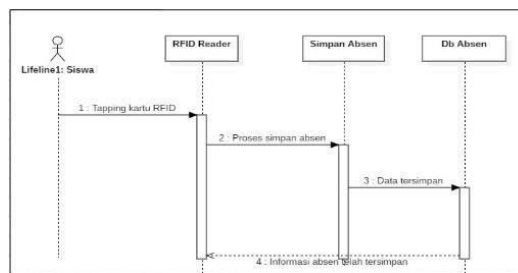 RFID Reader
Simpan Absen
Db Absen
Lifeline1: Siswa
1 : Tapping kartu RFID
2 : Proses simpan absen
3 : Data tersimpan
4 : Informasi absen telah tersimpan